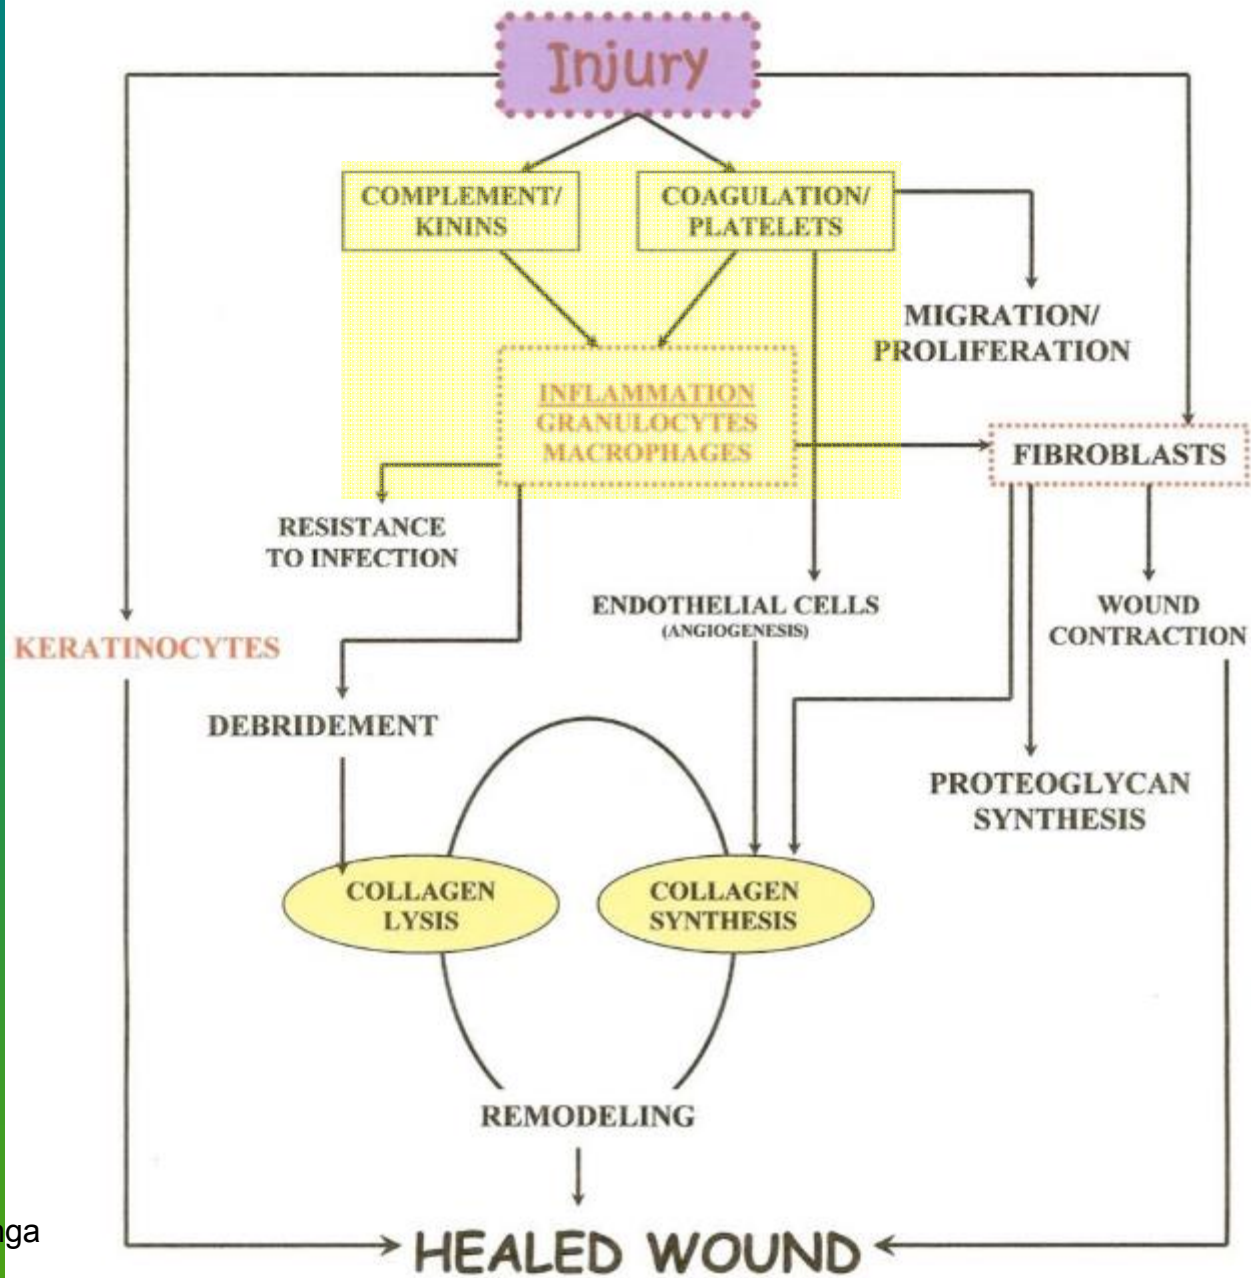 Injury
COMPLEMENT/
KININS
COAGULATION/
PLATELETS
MIGRATION/
PROLIFERATION
INFLAMMATION
GRANULOCYTES
MACROPHAGES
FIBROBLASTS
RESISTANCE
TO INFECTION
ENDOTHELIAL CELLS
(ANGIOGENESIS)
WOUND
CONTRACTION
KERATINOCYTES
DEBRIDEMENT
PROTEOGLYCAN
SYNTHESIS
COLLAGEN
LYSIS
COLLAGEN
SYNTHESIS
REMODELING
HEALED WOUND